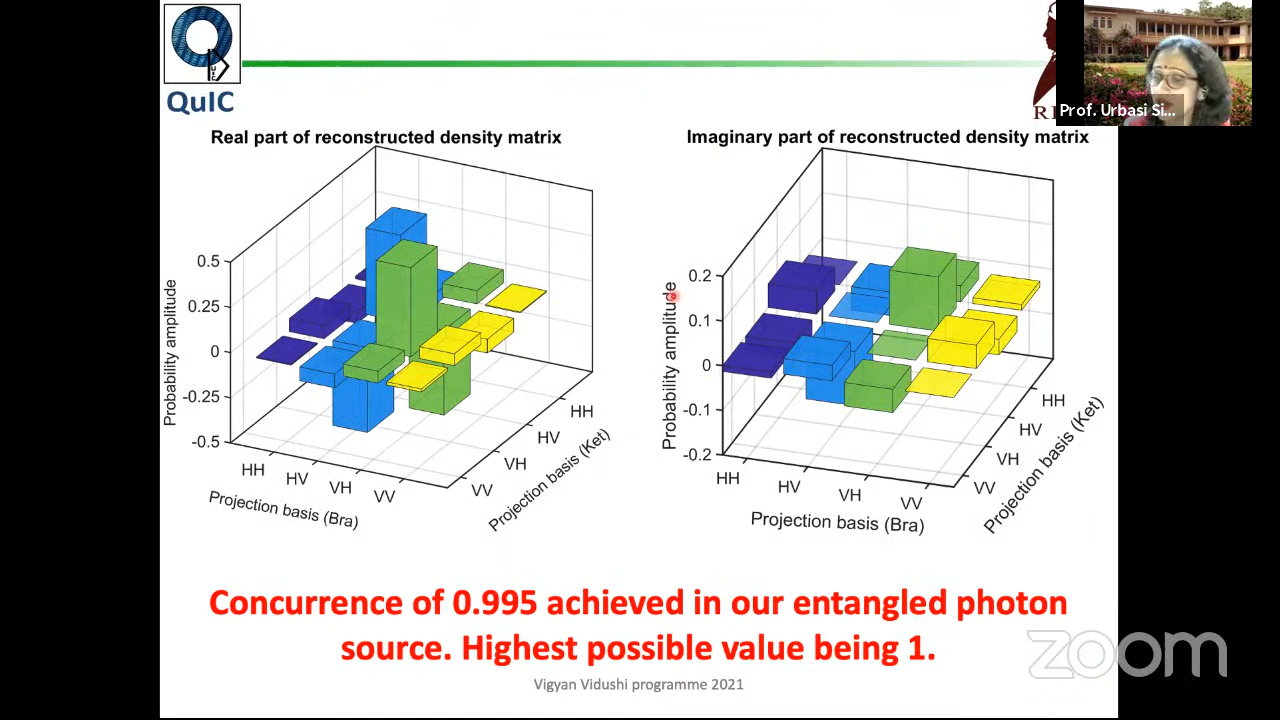 QuIC
QuIC
R
Prof. Urbasi Si...
Real part of reconstructed density matrix
Imaginary part of reconstructed density matrix
Probability amplitude
0.5
0.25
0
-0.25
-0.5
HH
HV
VH
VV
Projection basis (Bra)
VV
VH
HV
HH
Projection basis (Ket)
Probability amplitude
0.2
0.1
0
-0.1
-0.2
HH
HV
VH
VV
Projection basis (Bra)
VV
VH
HV
HH
Projection basis (Ket)
Concurrence of 0.995 achieved in our entangled photon
source. Highest possible value being 1.
zoom
Vigyan Vidushi programme 2021